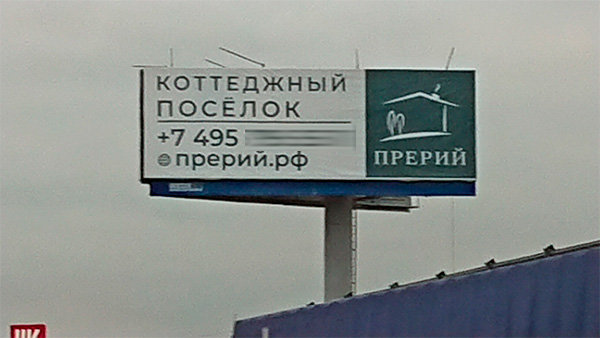 КОТТЕДЖНЫЙ
ПОСЁЛОК
+7 495
прерий.рф
ПРЕРИЙ